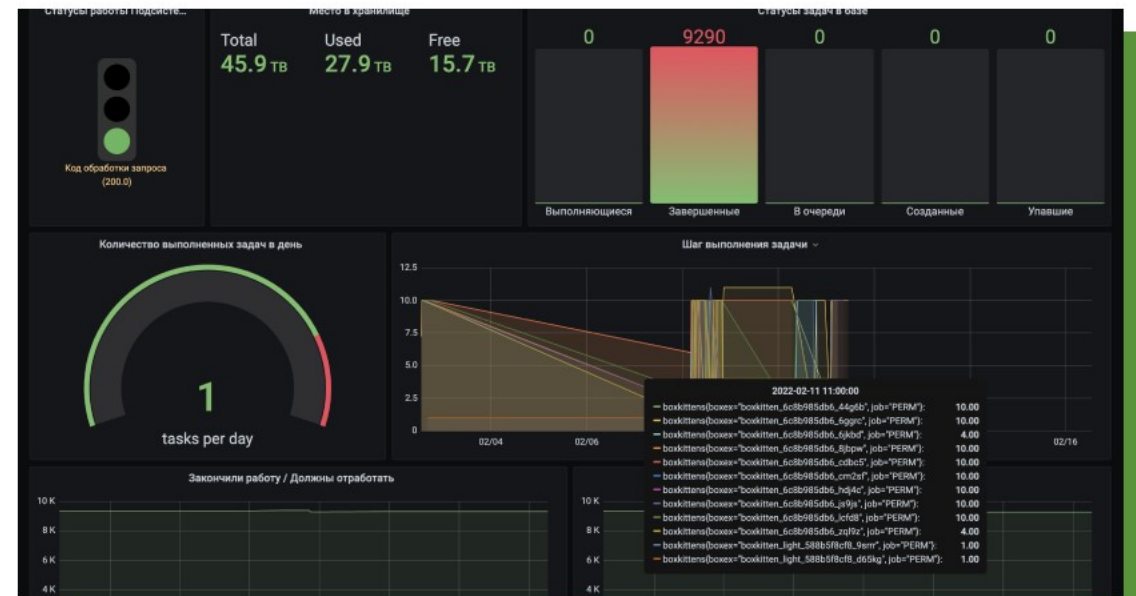 Статусы работы Подсисте...
Место в хранилище
Статусы задач в базе
Total
Used
Free
45.9 TB
27.9 TB
15.7 TB
0
9290
0
0
0
Код обработки запроса
(200.0)
Выполняющиеся
Завершенные
В очереди
Созданные
Упавшие
Количество выполненных задач в день
1
tasks per day
Шаг выполнения задачи
12.5
10.0
7.5
5.0
2.5
0
02/04
02/06
02/16
2022-02-11 11:00:00
boxkittens{boxex="boxkitten_6c8b985db6_44g6b", job="PERM"}: 10.00
boxkittens{boxex="boxkitten_6c8b985db6_6ggrc", job="PERM"}: 10.00
boxkittens{boxex="boxkitten_6c8b985db6_6jkbd", job="PERM"}: 4.00
boxkittens{boxex="boxkitten_6c8b985db6_8jbpw", job="PERM"}: 10.00
boxkittens{boxex="boxkitten_6c8b985db6_cdbc5", job="PERM"}: 10.00
boxkittens{boxex="boxkitten_6c8b985db6_cm2sf", job="PERM"}: 10.00
boxkittens{boxex="boxkitten_6c8b985db6_hdj4c", job="PERM"}: 10.00
boxkittens{boxex="boxkitten_6c8b985db6_js9js", job="PERM"}: 10.00
boxkittens{boxex="boxkitten_6c8b985db6_lcfd8", job="PERM"}: 10.00
boxkittens{boxex="boxkitten_6c8b985db6_zql9z", job="PERM"}: 4.00
boxkittens{boxex="boxkitten_light_588b5f8cf8_9srrr", job="PERM"}: 1.00
boxkittens{boxex="boxkitten_light_588b5f8cf8_d65kg", job="PERM"}: 1.00
Закончили работу / Должны отработать
10 K
8 K
6 K
4 K
10 K
8 K
6 K
4 K